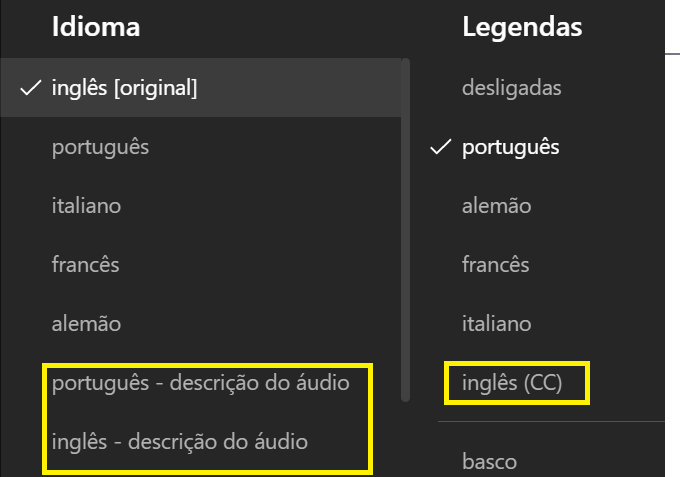 Idioma
inglês [original]
português
italiano
francês
alemão
português - descrição do áudio
inglês - descrição do áudio
Legendas
desligadas
português
alemão
francês
italiano
inglês (CC)
basco